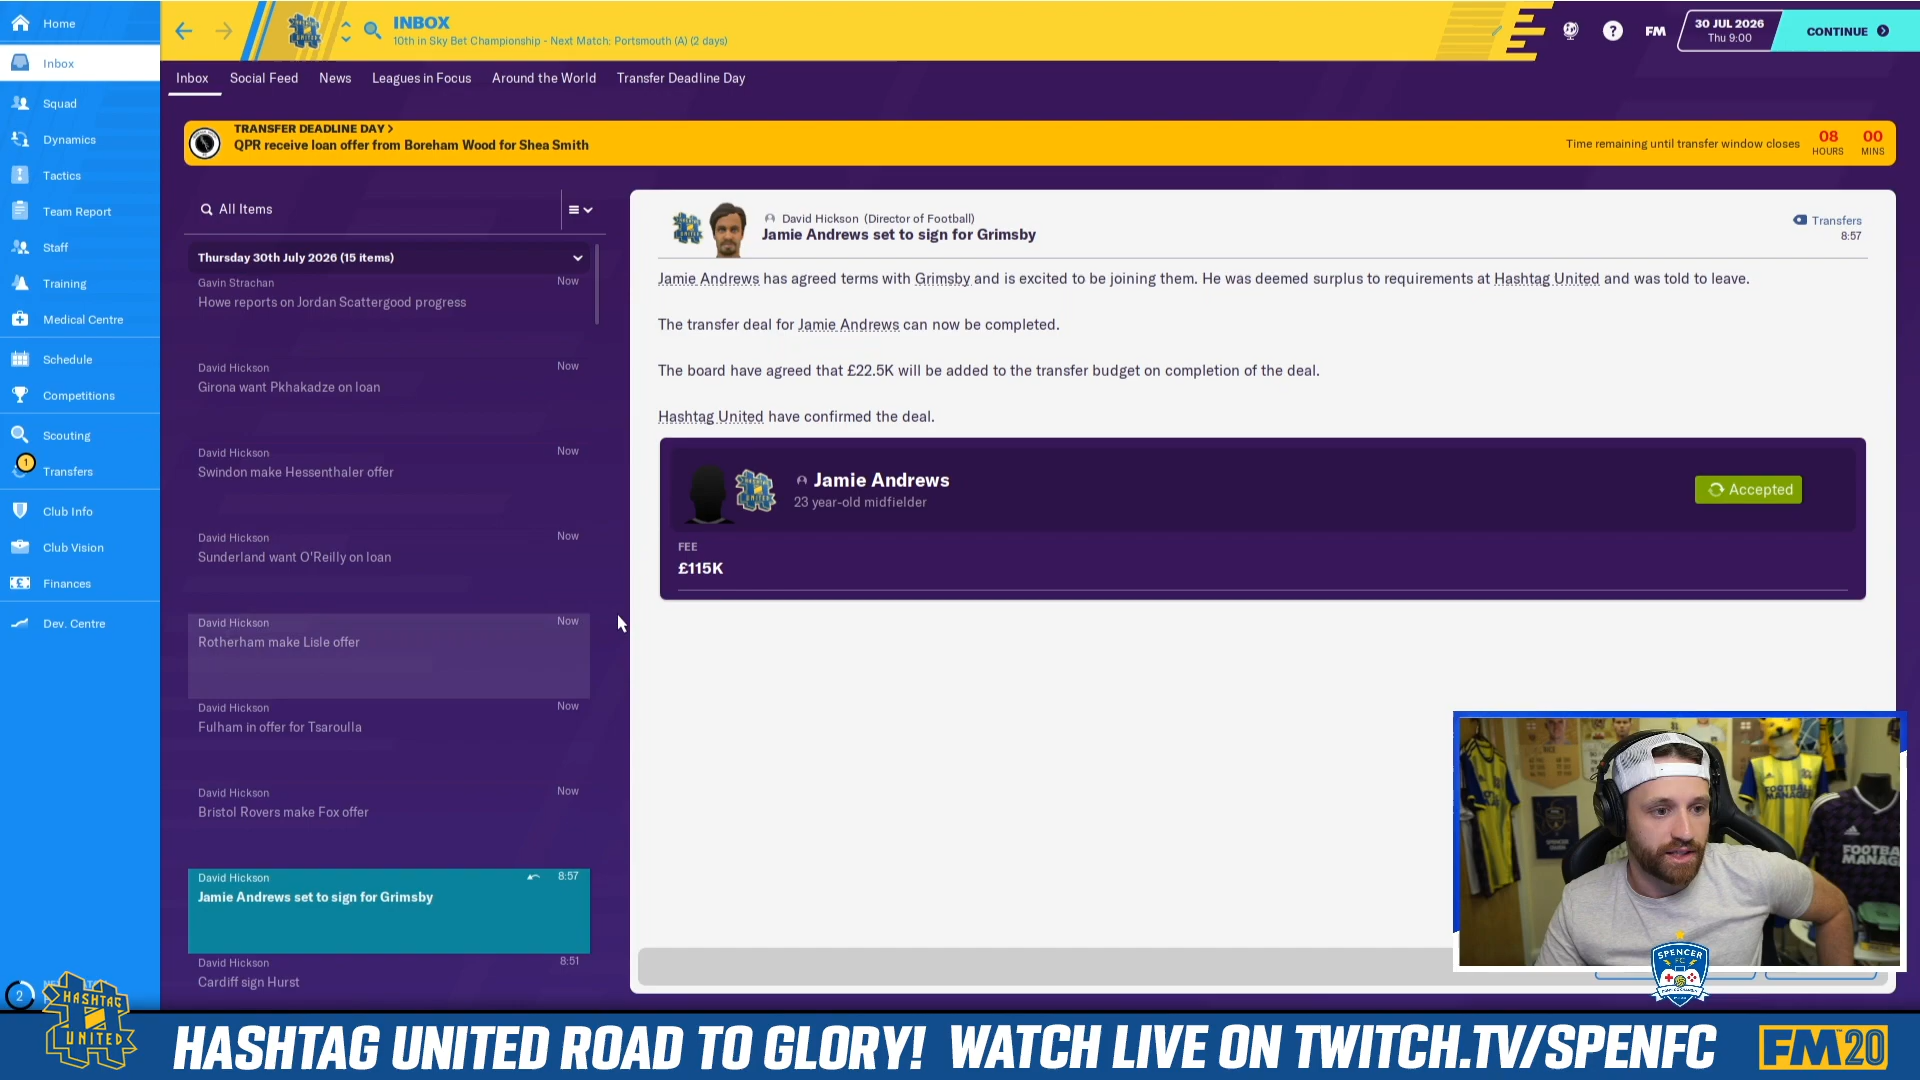 Home
Inbox
Squad
Dynamics
Tactics
Team Report
Staff
Training
Medical Centre
Schedule
Competitions
Scouting
1
Transfers
Club Info
Club Vision
Finances
Dev. Centre
2
INBOX
10th in Sky Bet Championship - Next Match: Portsmouth (A) (2 days)
?
FM
30 JUL 2026
Thu 9:00
CONTINUE
Inbox Social Feed News Leagues in Focus Around the World Transfer Deadline Day
TRANSFER DEADLINE DAY >
QPR receive loan offer from Boreham Wood for Shea Smith
Time remaining until transfer window closes
08 HOURS
00 MINS
All Items
Thursday 30th July 2026 (15 items)
Gavin Strachan Now
Howe reports on Jordan Scattergood progress
David Hickson Now
Girona want Pkhakadze on loan
David Hickson Now
Swindon make Hessenthaler offer
David Hickson Now
Sunderland want O'Reilly on loan
David Hickson Now
Rotherham make Lisle offer
David Hickson Now
Fulham in offer for Tsaroulla
David Hickson Now
Bristol Rovers make Fox offer
David Hickson 8:57
Jamie Andrews set to sign for Grimsby
David Hickson 8:51
Cardiff sign Hurst
David Hickson (Director of Football)
Jamie Andrews set to sign for Grimsby
Transfers
8:57
Jamie Andrews has agreed terms with Grimsby and is excited to be joining them. He was deemed surplus to requirements at Hashtag United and was told to leave.
The transfer deal for Jamie Andrews can now be completed.
The board have agreed that £22.5K will be added to the transfer budget on completion of the deal.
Hashtag United have confirmed the deal.
Jamie Andrews
23 year-old midfielder
Accepted
FEE
£115K
FOOTBALL
MANAGER
SPENCER
FC
HASHTAG
UNITED
HASHTAG UNITED ROAD TO GLORY! WATCH LIVE ON TWITCH.TV/SPENFC
FM20